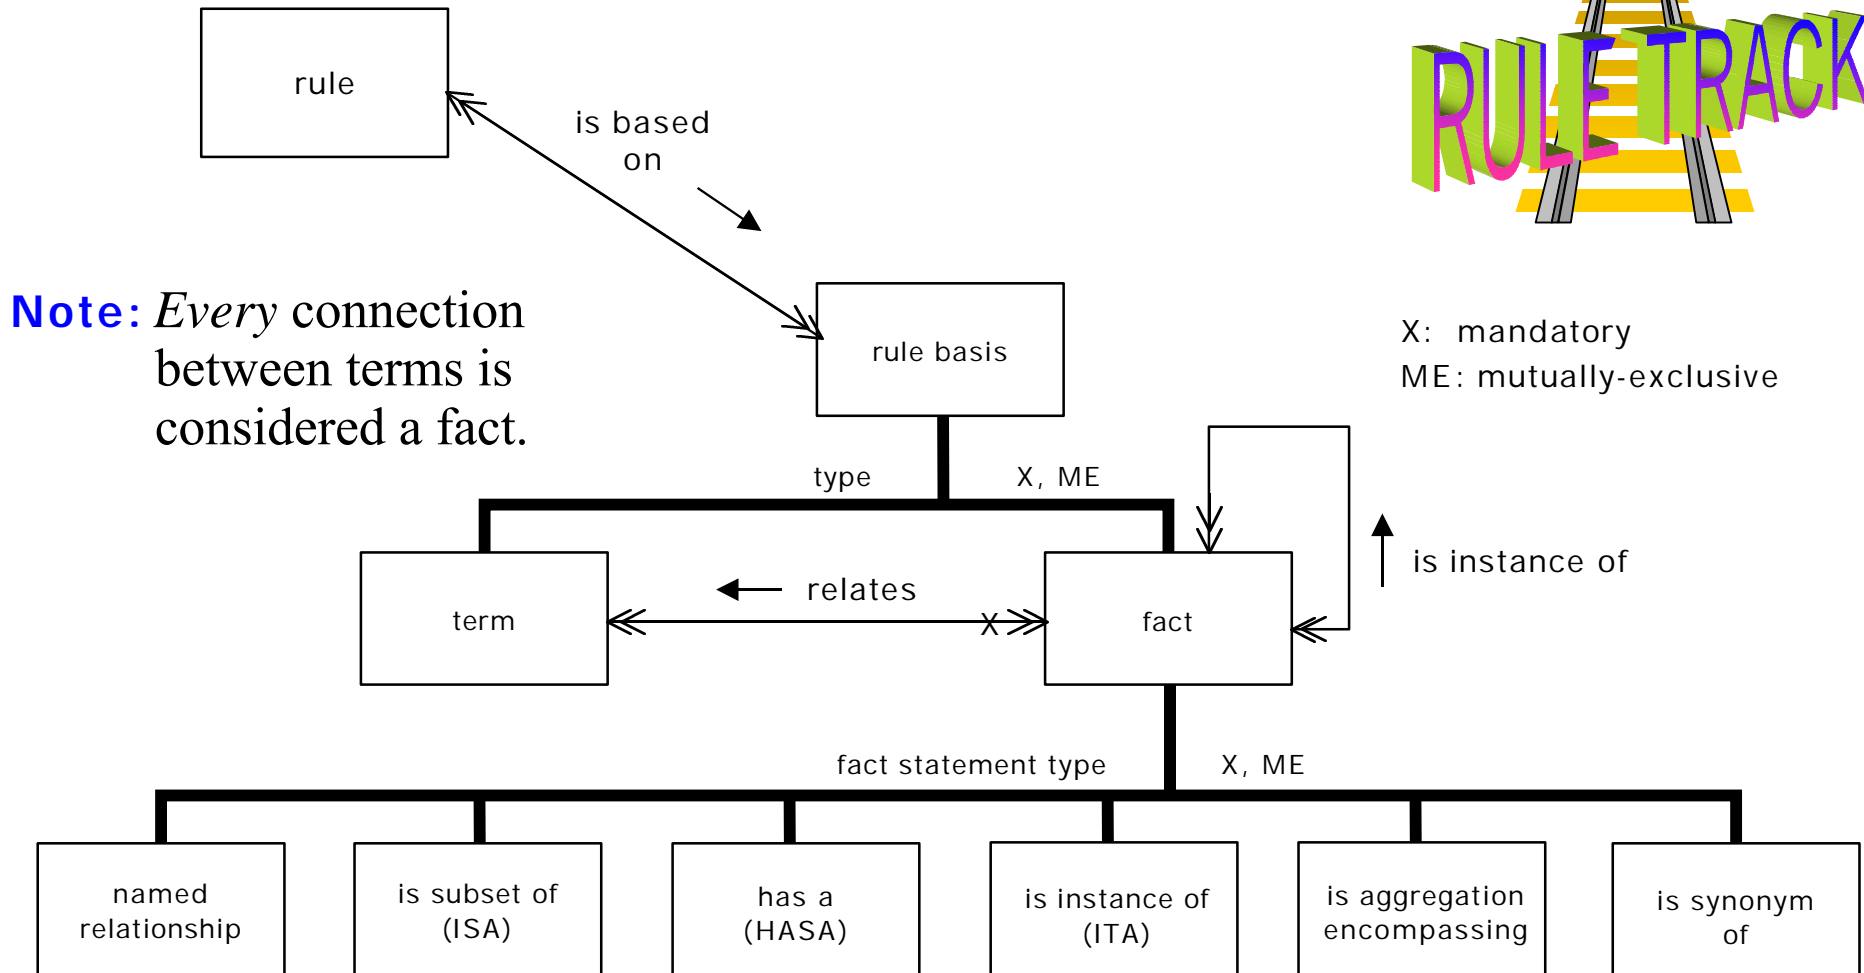 RULE TRACK
rule
is based
on
Note: Every connection
between terms is
considered a fact.
rule basis
X: mandatory
ME: mutually-exclusive
type
X, ME
term
relates
X
fact
is instance of
fact statement type
X, ME
named
relationship
is subset of
(ISA)
has a
(HASA)
is instance of
(ITA)
is aggregation
encompassing
is synonym
of